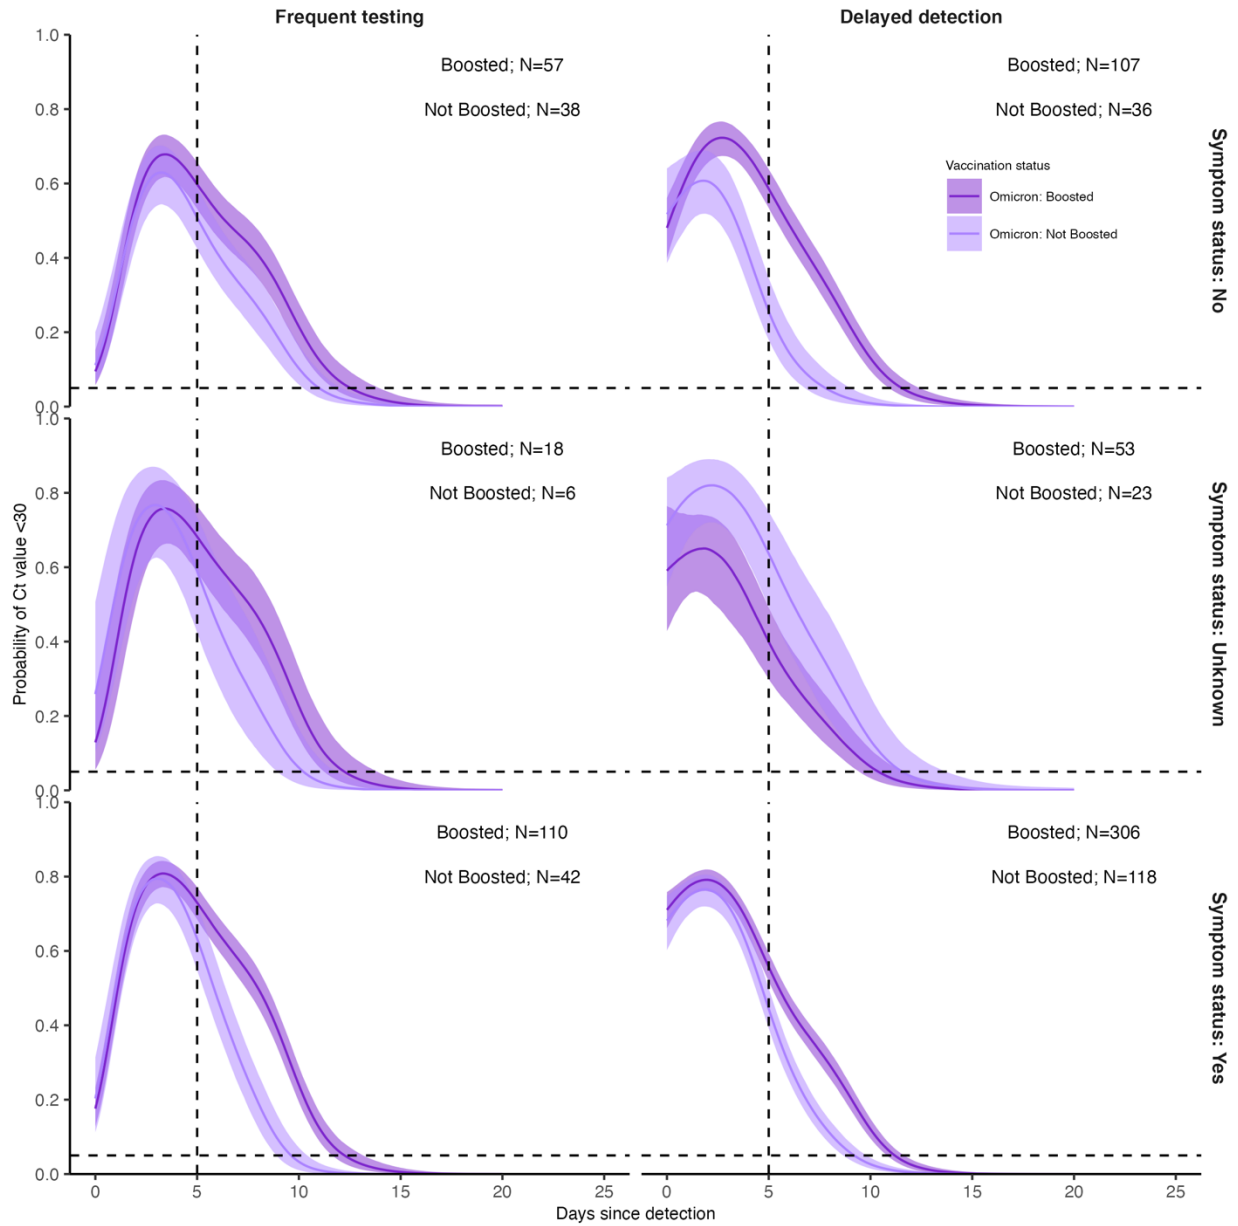 Frequent testing
Delayed detection
1.0
0.8
0.6
0.4
0.2
0.0
Boosted; N=57
Not Boosted; N=38
Boosted; N=107
Not Boosted; N=36
Vaccination status
Omicron: Boosted
Omicron: Not Boosted
Symptom status: No
Probability of Ct value <30
1.0
0.8
0.6
0.4
0.2
0.0
Boosted; N=18
Not Boosted; N=6
Boosted; N=53
Not Boosted; N=23
Symptom status: Unknown
1.0
0.8
0.6
0.4
0.2
0.0
Boosted; N=110
Not Boosted; N=42
Boosted; N=306
Not Boosted; N=118
Symptom status: Yes
0 5 10 15 20 25
0 5 10 15 20 25
Days since detection